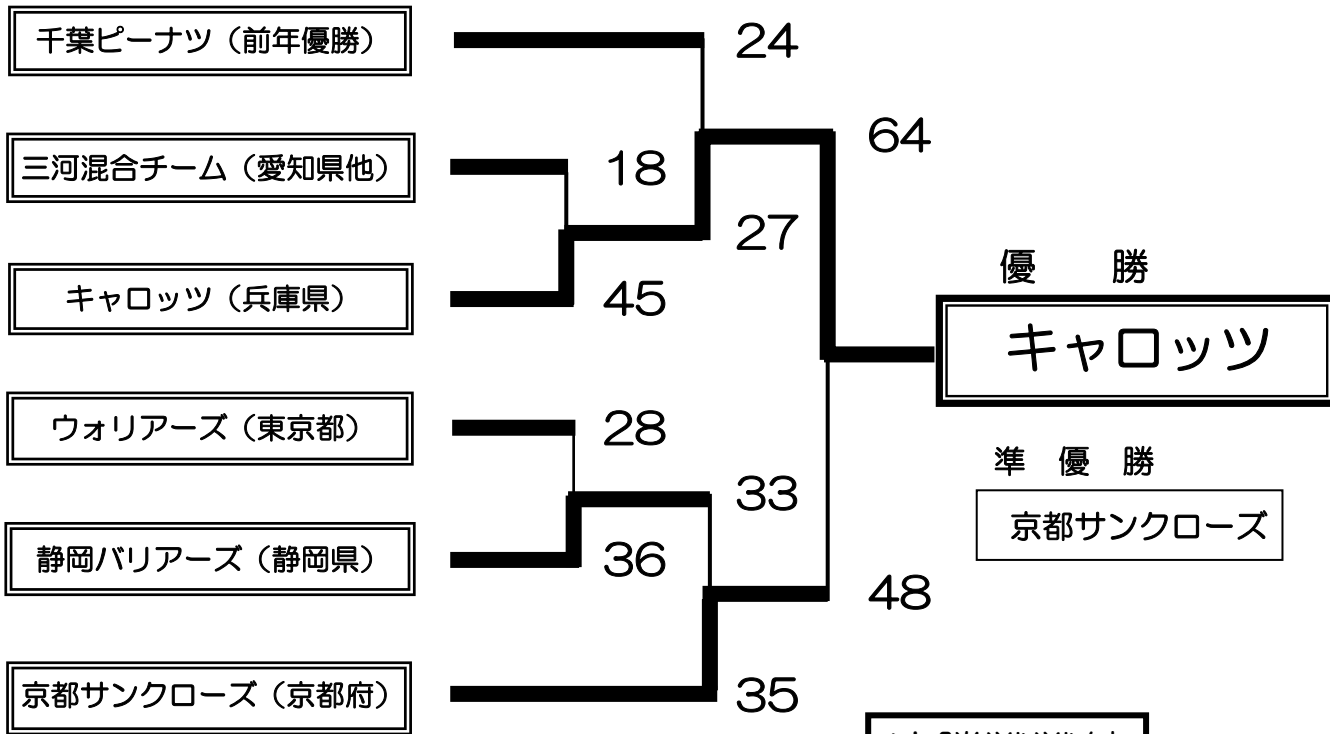 千葉ピーナツ（前年優勝）
24
64
三河混合チーム（愛知県他）
18
27
キャロッツ（兵庫県）
45
優　勝
キャロッツ
ウォリアーズ（東京都）
28
33
準　優　勝
京都サンクローズ
静岡バリアーズ（静岡県）
36
48
京都サンクローズ（京都府）
35